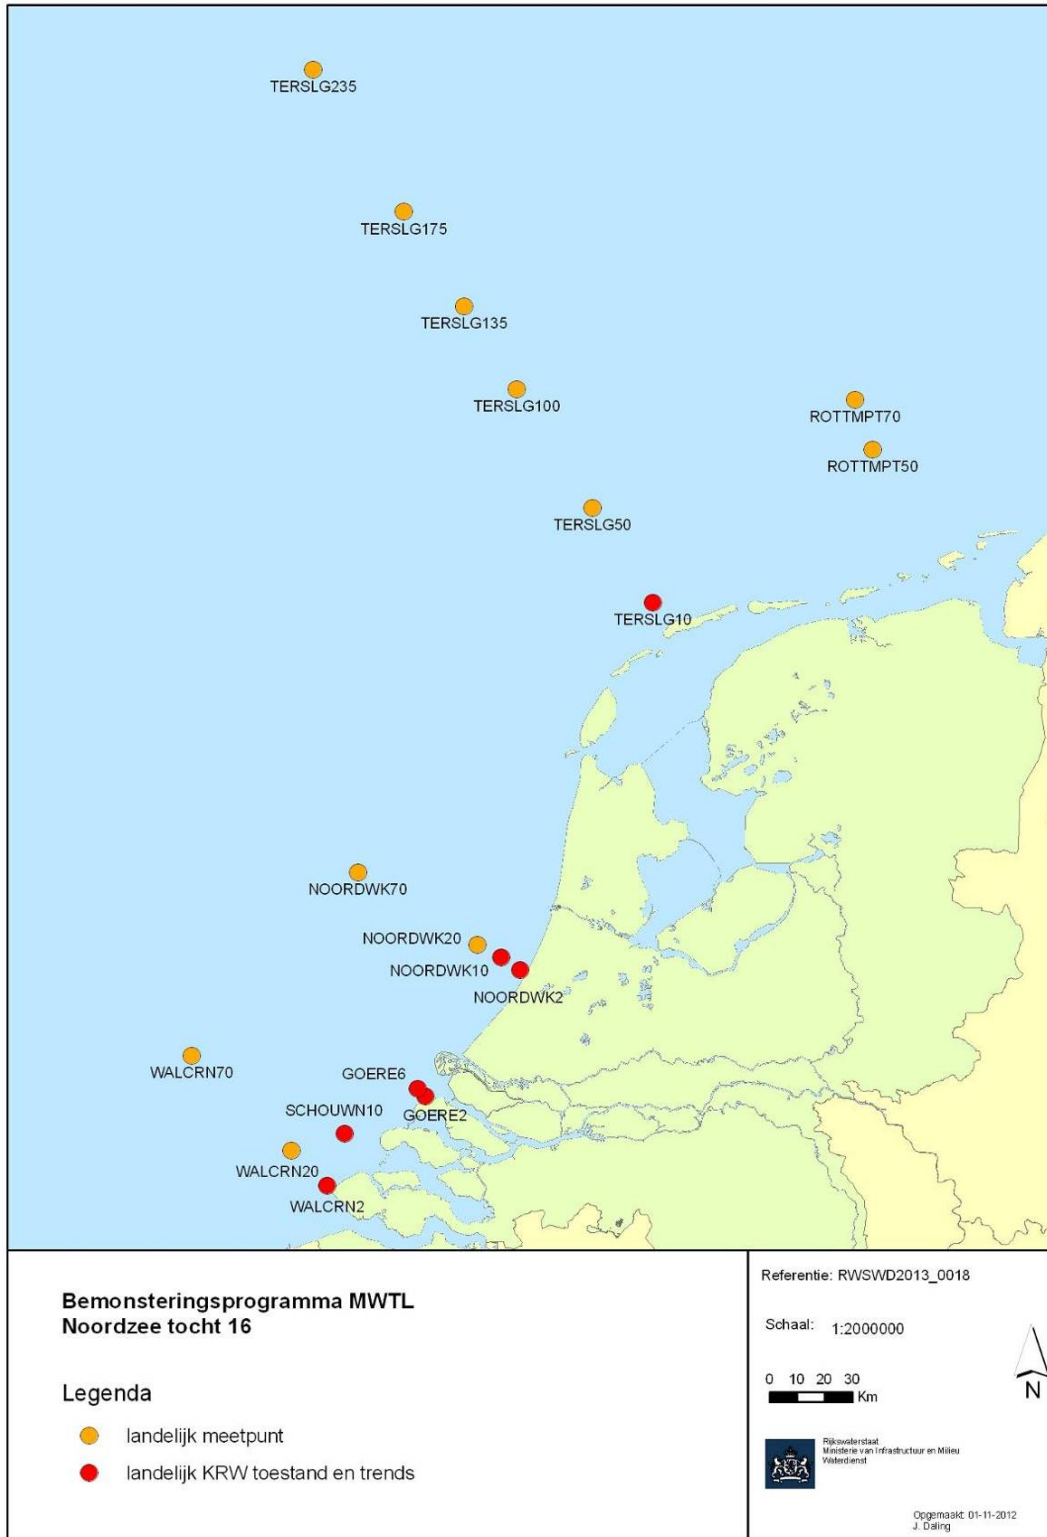 TERSLG235
TERSLG175
TERSLG135
TERSLG100
ROTTMPT70
ROTTMPT50
TERSLG50
TERSLG10
NOORDWK70
NOORDWK20
NOORDWK10
NOORDWK2
WALCRN70
GOERE6
SCHOUWN10
GOERE2
WALCRN20
WALCRN2
Bemonsteringsprogramma MWTL
Noordzee tocht 16
Legenda
landelijk meetpunt
landelijk KRW toestand en trends
Referentie: RWSWD2013_0018
Schaal: 1:2000000
0 10 20 30
Km
N
Rijkswaterstaat
Ministerie van Infrastructuur en Milieu
Waterdienst
Opgemaakt: 01-11-2012
J. Daling